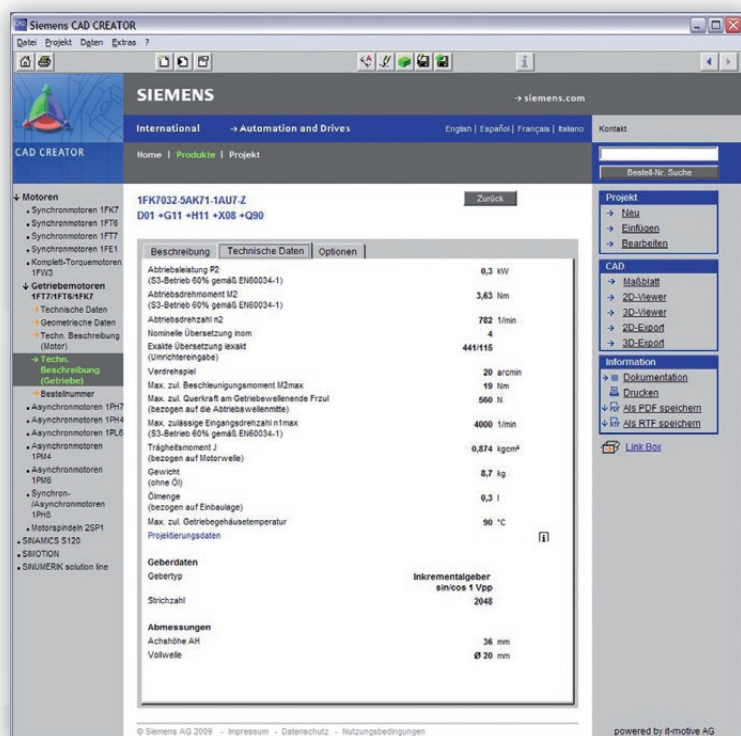 Siemens CAD CREATOR
Datei Projekt Daten Extras ?
SIEMENS
→ siemens.com
International → Automation and Drives English | Español | Français | Italiano Kontakt
CAD CREATOR
Home | Produkte | Projekt
Bestell-Nr. Suche
↓ Motoren
Synchronmotoren 1FK7
Synchronmotoren 1FT6
Synchronmotoren 1FT7
Synchronmotoren 1FE1
Komplett-Torquemotoren
1FW3
↓ Getriebemotoren
1FT7/1FT6/1FK7
→ Technische Daten
→ Geometrische Daten
→ Techn. Beschreibung
(Motor)
→ Techn.
Beschreibung
(Getriebe)
→ Bestellnummer
Asynchronmotoren 1PH7
Asynchronmotoren 1PH4
Asynchronmotoren 1PL6
Asynchronmotoren
1PM4
Asynchronmotoren
1PM6
Synchron-
/Asynchronmotoren
1PH8
Motorspindeln 2SP1
SINAMICS S120
SIMOTION
SINUMERIK solution line
1FK7032-5AK71-1AU7-Z
D01 +G11 +H11 +X08 +Q90
Zurück
Beschreibung Technische Daten Optionen
Abtriebsleistung P2 0,3 kW
(S3-Betrieb 60% gemäß EN60034-1)
Abtriebsdrehmoment M2 3,63 Nm
(S3-Betrieb 60% gemäß EN60034-1)
Abtriebsdrehzahl n2 782 1/min
Nominelle Übersetzung inom 4
Exakte Übersetzung iexakt 441/115
(Umrichtereingabe)
Verdrehspiel 20 arcmin
Max. zul. Beschleunigungsmoment M2max 19 Nm
Max. zul. Querkraft am Getriebewellenende Frzul 560 N
(bezogen auf die Abtriebswellenmitte)
Max. zulässige Eingangsdrehzahl n1max 4000 1/min
(S3-Betrieb 60% gemäß EN60034-1)
Trägheitsmoment J 0,874 kgcm²
(bezogen auf Motorwelle)
Gewicht 8,7 kg
(ohne Öl)
Ölmenge 0,3 l
(bezogen auf Einbaulage)
Max. zul. Getriebegehäusetemperatur 90 °C
Projektierungsdaten i
Geberdaten
Gebertyp Inkrementalgeber
sin/cos 1 Vpp
Strichzahl 2048
Abmessungen
Achshöhe AH 36 mm
Vollwelle Ø 20 mm
Projekt
→ Neu
→ Einfügen
→ Bearbeiten
CAD
→ Maßblatt
→ 2D-Viewer
→ 3D-Viewer
→ 2D-Export
→ 3D-Export
Information
→ Dokumentation
Drucken
Als PDF speichern
Als RTF speichern
Link Box
© Siemens AG 2009 - Impressum - Datenschutz - Nutzungsbedingungen powered by it-motive AG